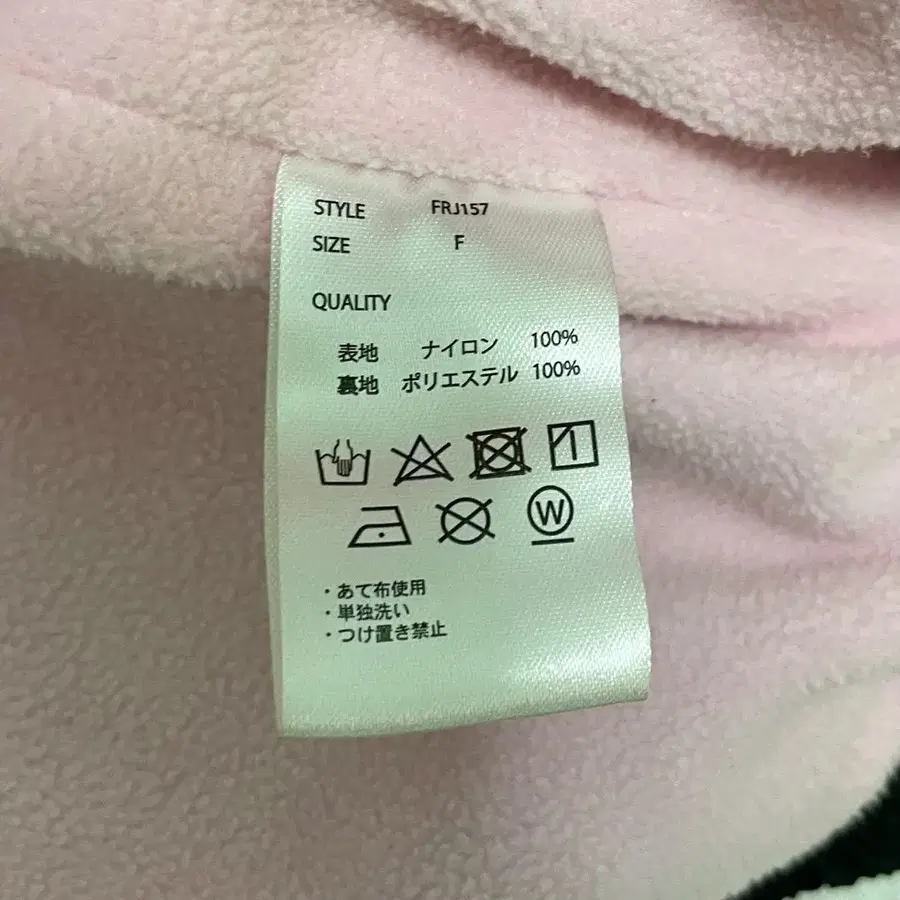 STYLE FRJ157
SIZE F
QUALITY
表地 ナイロン 100%
裏地 ポリエステル 100%
W
・あて布使用
・単独洗い
・つけ置き禁止